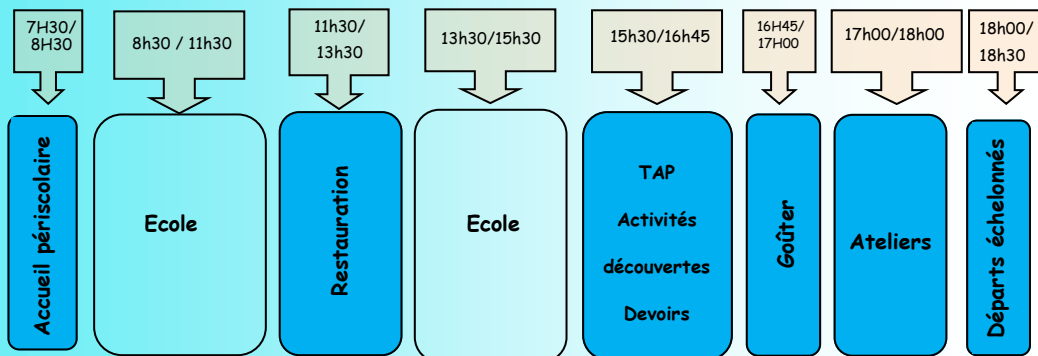 7H30/
8H30
8h30 / 11h30
11h30/
13h30
13h30/15h30
15h30/16h45
16H45/
17H00
17h00/18h00
18h00/
18h30
Accueil périscolaire
Ecole
Restauration
Ecole
TAP
Activités
découvertes
Devoirs
Goûter
Ateliers
Départs échelonnés